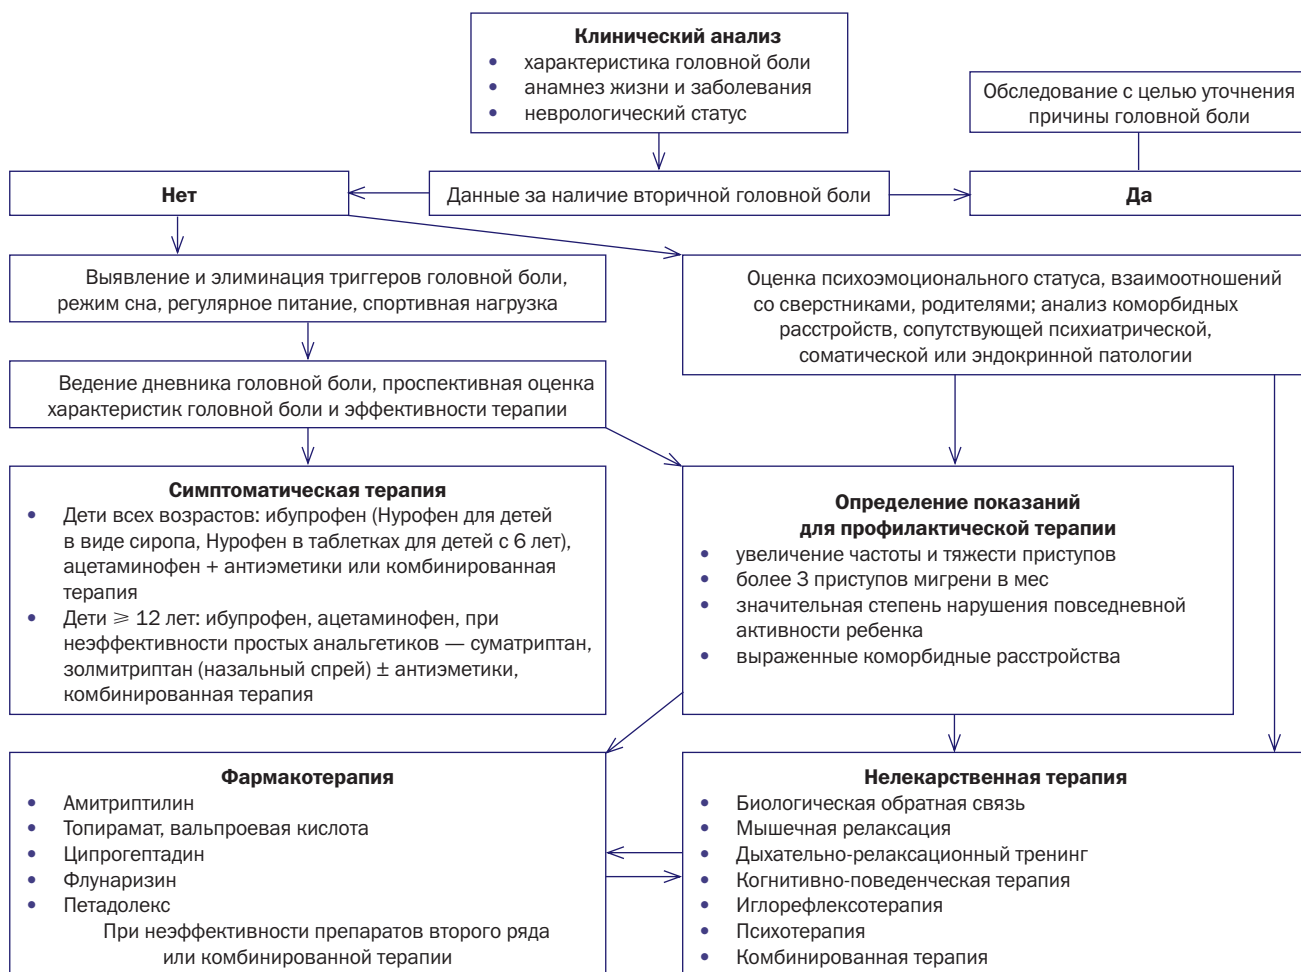 Клинический анализ
• характеристика головной боли
• анамнез жизни и заболевания
• неврологический статус
Обследование с целью уточнения
причины головной боли
Нет
Данные за наличие вторичной головной боли
Да
Выявление и элиминация триггеров головной боли,
режим сна, регулярное питание, спортивная нагрузка
Оценка психоэмоционального статуса, взаимоотношений
со сверстниками, родителями; анализ коморбидных
расстройств, сопутствующей психиатрической,
соматической или эндокринной патологии
Ведение дневника головной боли, проспективная оценка
характеристик головной боли и эффективности терапии
Симптоматическая терапия
• Дети всех возрастов: ибупрофен (Нурофен для детей
в виде сиропа, Нурофен в таблетках для детей с 6 лет),
ацетаминофен + антиэметики или комбинированная
терапия
• Дети ⩾ 12 лет: ибупрофен, ацетаминофен, при
неэффективности простых анальгетиков — суматриптан,
золмитриптан (назальный спрей) ± антиэметики,
комбинированная терапия
Определение показаний
для профилактической терапии
• увеличение частоты и тяжести приступов
• более 3 приступов мигрени в мес
• значительная степень нарушения повседневной
активности ребенка
• выраженные коморбидные расстройства
Фармакотерапия
• Амитриптилин
• Топирамат, вальпроевая кислота
• Ципрогептадин
• Флунаризин
• Петадолекс
При неэффективности препаратов второго ряда
или комбинированной терапии
Нелекарственная терапия
• Биологическая обратная связь
• Мышечная релаксация
• Дыхательно-релаксационный тренинг
• Когнитивно-поведенческая терапия
• Иглорефлексотерапия
• Психотерапия
• Комбинированная терапия